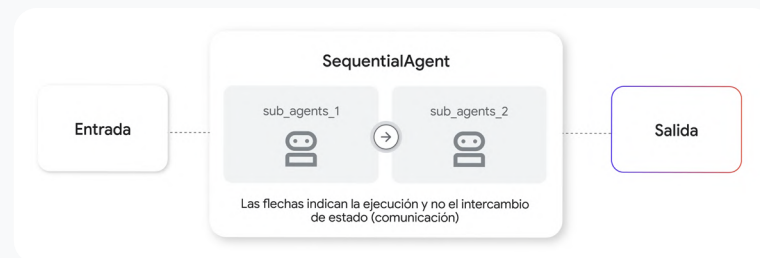 SequentialAgent
Entrada
sub_agents_1
sub_agents_2
Salida
Las flechas indican la ejecución y no el intercambio
de estado (comunicación)